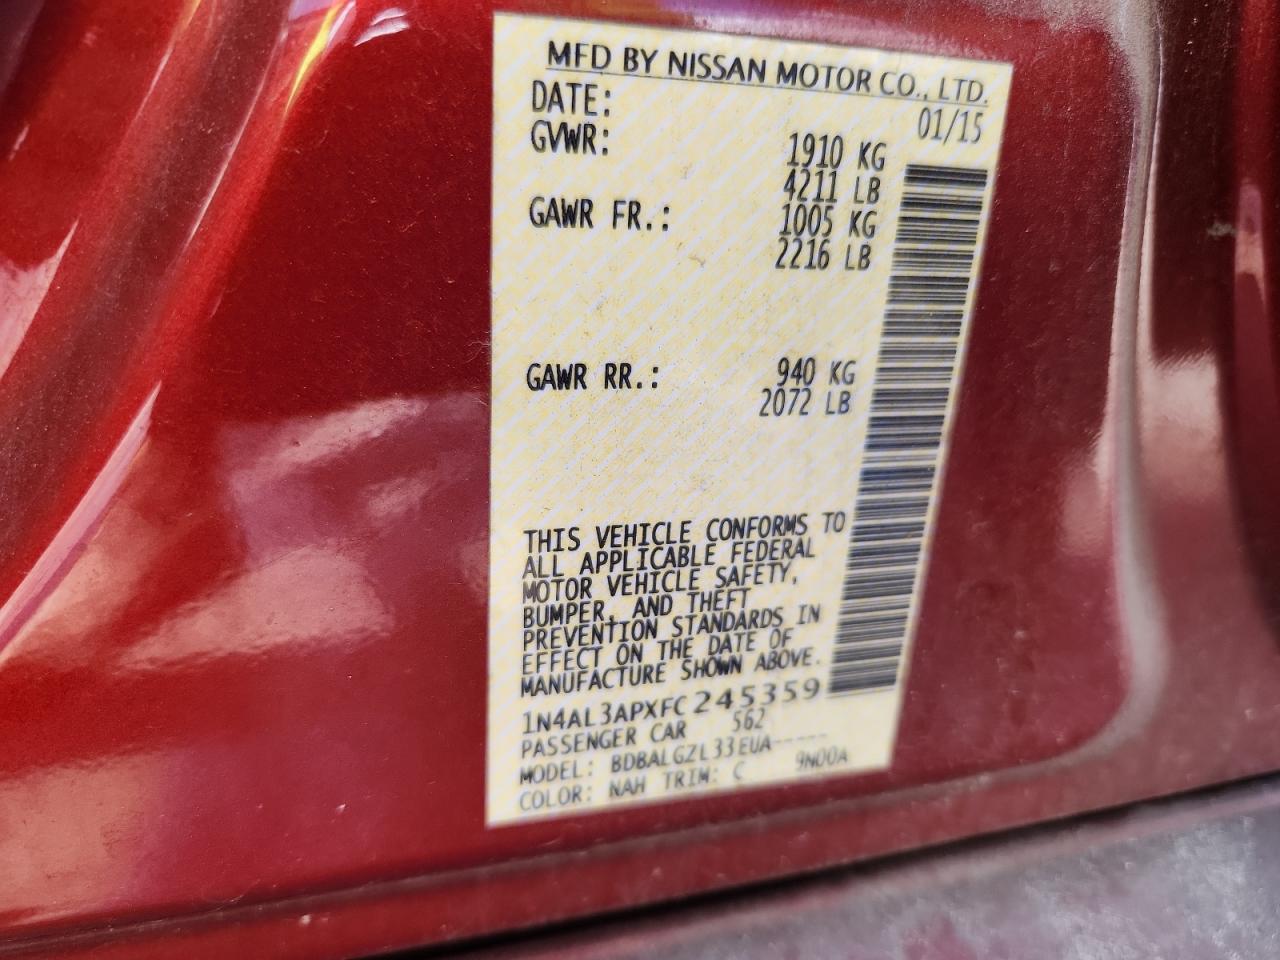 MFD BY NISSAN MOTOR CO., LTD.
DATE: 01/15
GVWR: 1910 KG
4211 LB
GAWR FR.: 1005 KG
2216 LB
GAWR RR.: 940 KG
2072 LB
THIS VEHICLE CONFORMS TO
ALL APPLICABLE FEDERAL
MOTOR VEHICLE SAFETY,
BUMPER, AND THEFT
PREVENTION STANDARDS IN
EFFECT ON THE DATE OF
MANUFACTURE SHOWN ABOVE.
1N4AL3APXFC245359
PASSENGER CAR 562
MODEL: BDBALGZL33EUA-----
COLOR: NAH TRIM: C 9N00A